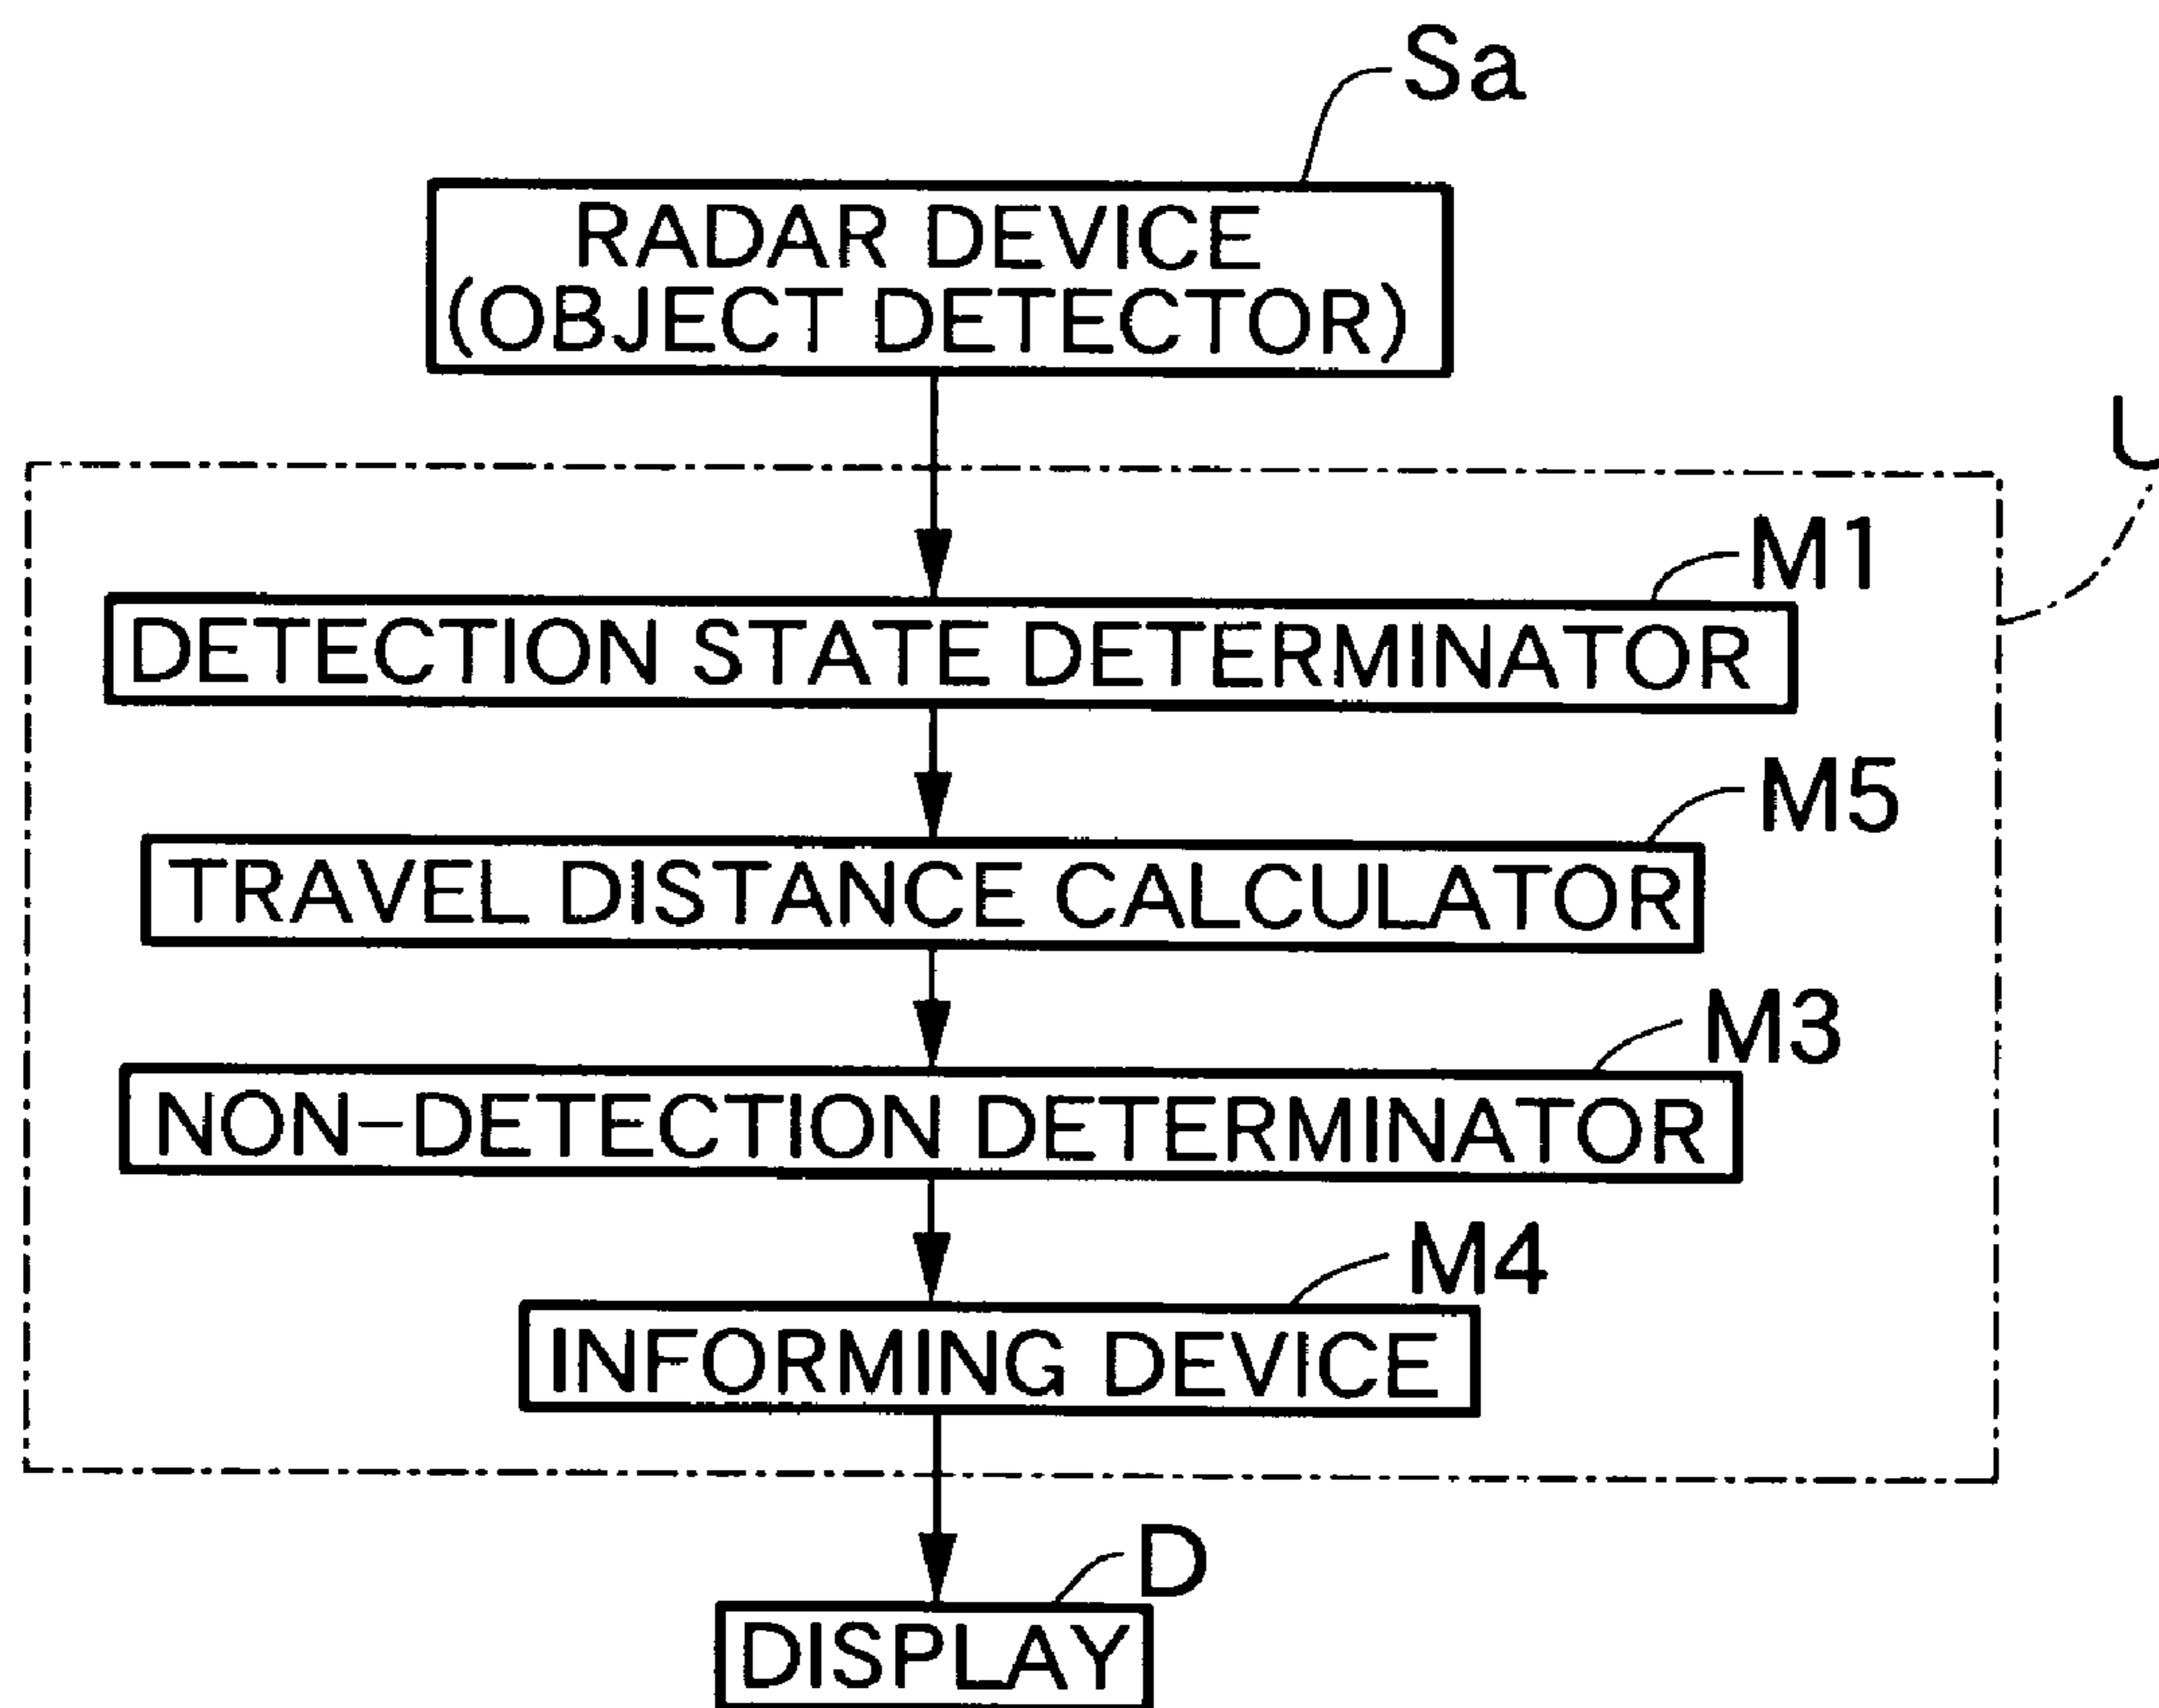 Sa
RADAR DEVICE
(OBJECT DETECTOR)
M1
DETECTION STATE DETERMINATOR
M5
TRAVEL DISTANCE CALCULATOR
M3
NON-DETECTION DETERMINATOR
M4
INFORMING DEVICE
D
DISPLAY